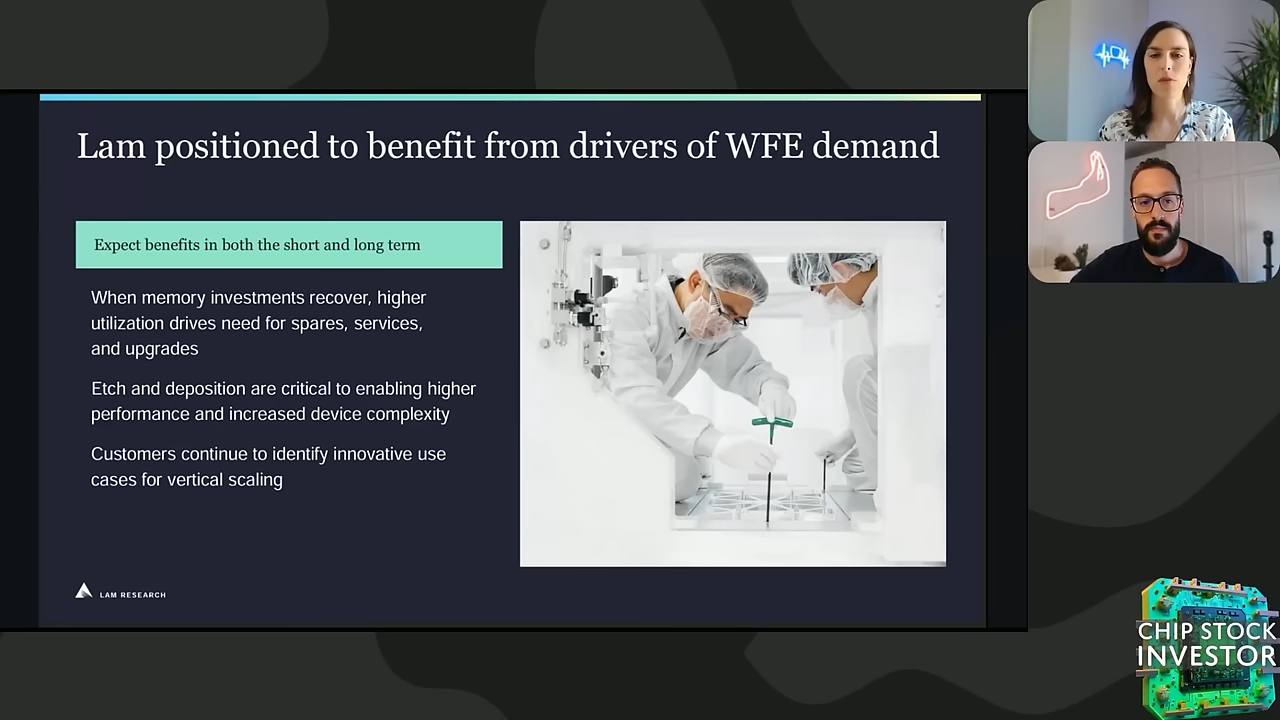 Lam positioned to benefit from drivers of WFE demand
Expect benefits in both the short and long term
When memory investments recover, higher
utilization drives need for spares, services,
and upgrades
Etch and deposition are critical to enabling higher
performance and increased device complexity
Customers continue to identify innovative use
cases for vertical scaling
LAM RESEARCH
CHIP STOCK
INVESTOR